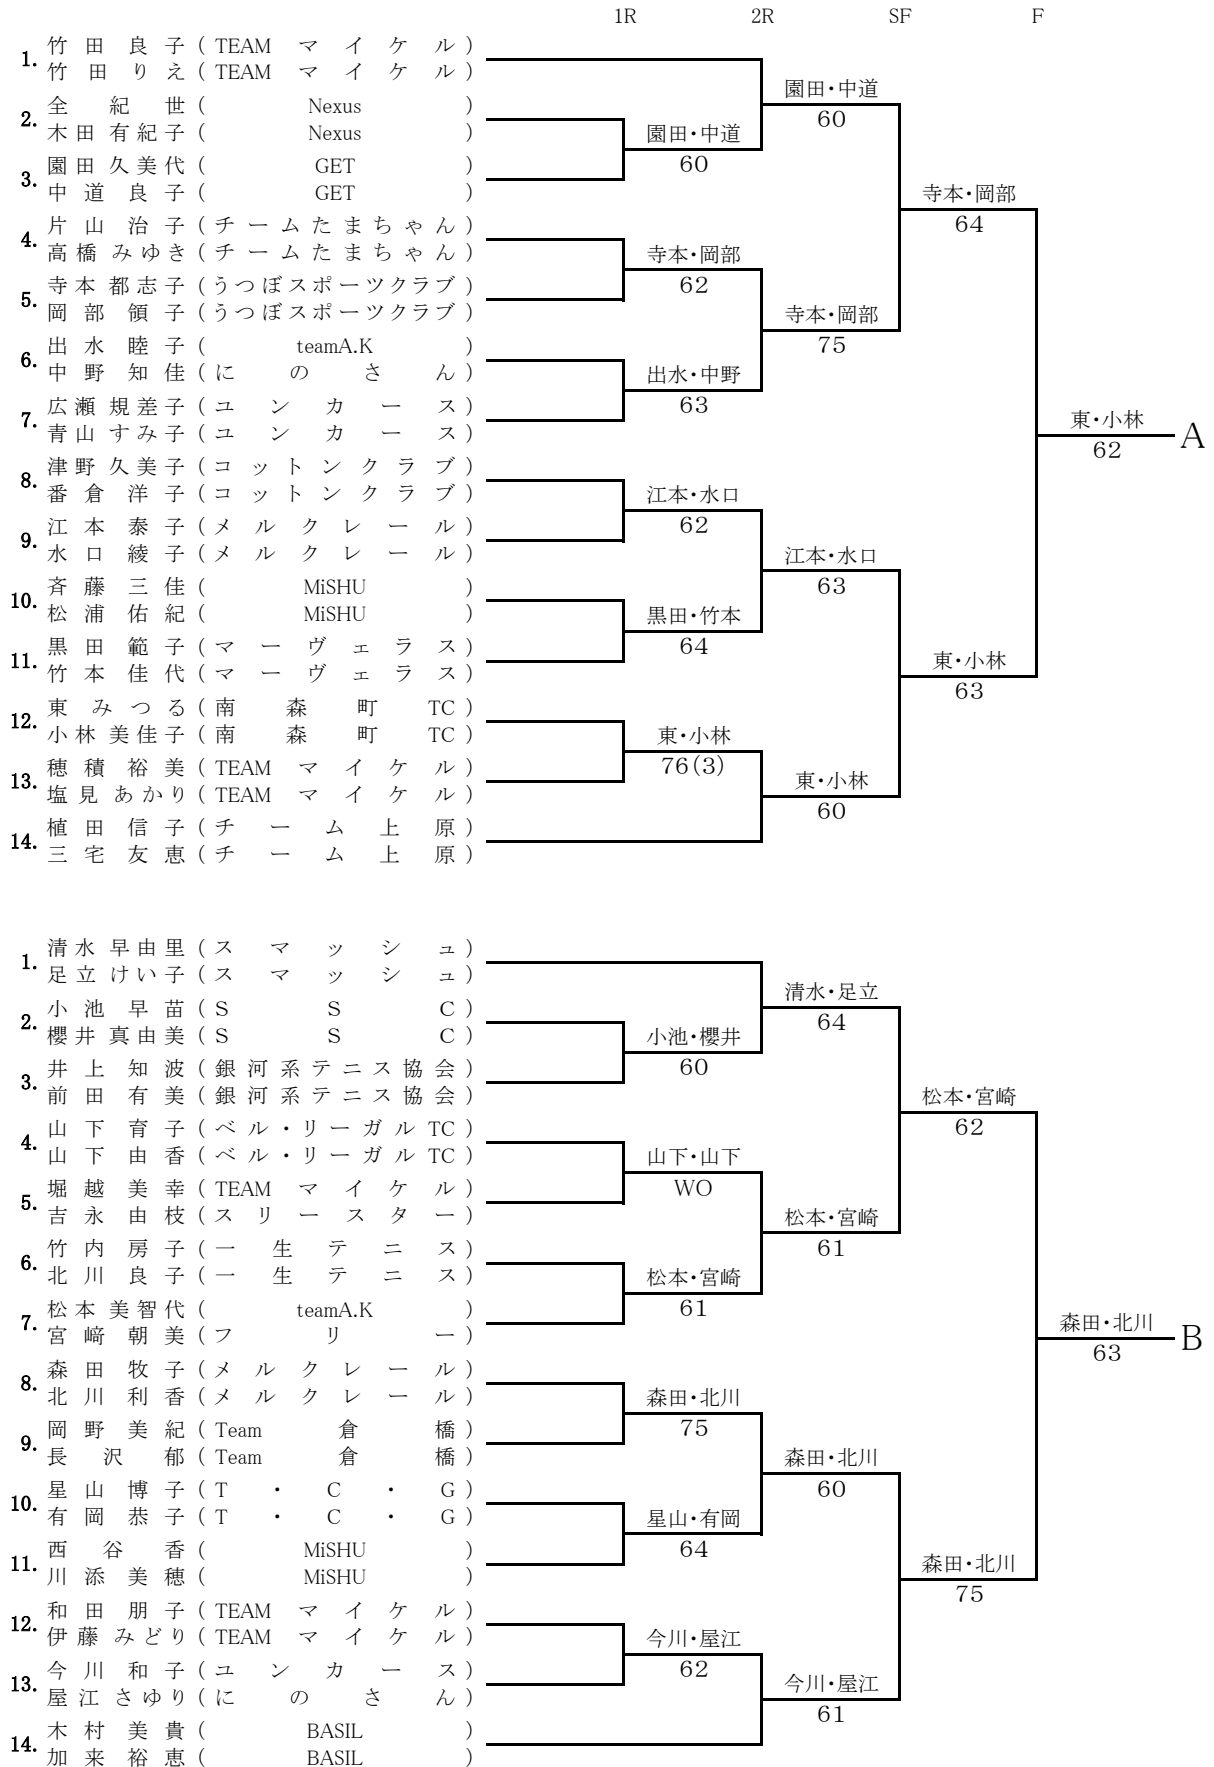 1R 2R SF F
1. 竹田良子(TEAM マイケル)
竹田りえ(TEAM マイケル)
園田・中道
60
2. 全紀世(Nexus)
木田有紀子(Nexus)
園田・中道
60
3. 園田久美代(GET)
中道良子(GET)
寺本・岡部
64
4. 片山治子(チームたまちゃん)
高橋みゆき(チームたまちゃん)
寺本・岡部
62
5. 寺本都志子(うつぼスポーツクラブ)
岡部領子(うつぼスポーツクラブ)
寺本・岡部
75
6. 出水睦子(teamA.K)
中野知佳(にのさん)
出水・中野
63
7. 広瀬規差子(ユンカース)
青山すみ子(ユンカース)
東・小林
62
A
8. 津野久美子(コットンクラブ)
番倉洋子(コットンクラブ)
江本・水口
62
9. 江本泰子(メルクレール)
水口綾子(メルクレール)
江本・水口
63
10. 斉藤三佳(MiSHU)
松浦佑紀(MiSHU)
黒田・竹本
64
11. 黒田範子(マーヴェラス)
竹本佳代(マーヴェラス)
東・小林
63
12. 東みつる(南森町TC)
小林美佳子(南森町TC)
東・小林
76(3)
13. 穂積裕美(TEAM マイケル)
塩見あかり(TEAM マイケル)
東・小林
60
14. 植田信子(チーム上原)
三宅友恵(チーム上原)
1. 清水早由里(スマッシュ)
足立けい子(スマッシュ)
清水・足立
64
2. 小池早苗(SSC)
櫻井真由美(SSC)
小池・櫻井
60
3. 井上知波(銀河系テニス協会)
前田有美(銀河系テニス協会)
松本・宮崎
62
4. 山下育子(ベル・リーガルTC)
山下由香(ベル・リーガルTC)
山下・山下
WO
5. 堀越美幸(TEAM マイケル)
吉永由枝(スリースター)
松本・宮崎
61
6. 竹内房子(一生テニス)
北川良子(一生テニス)
松本・宮崎
61
7. 松本美智代(teamA.K)
宮﨑朝美(フリー)
森田・北川
63
B
8. 森田牧子(メルクレール)
北川利香(メルクレール)
森田・北川
75
9. 岡野美紀(Team 倉橋)
長沢郁(Team 倉橋)
森田・北川
60
10. 星山博子(T・C・G)
有岡恭子(T・C・G)
星山・有岡
64
11. 西谷香(MiSHU)
川添美穂(MiSHU)
森田・北川
75
12. 和田朋子(TEAM マイケル)
伊藤みどり(TEAM マイケル)
今川・屋江
62
13. 今川和子(ユンカース)
屋江さゆり(にのさん)
今川・屋江
61
14. 木村美貴(BASIL)
加来裕恵(BASIL)